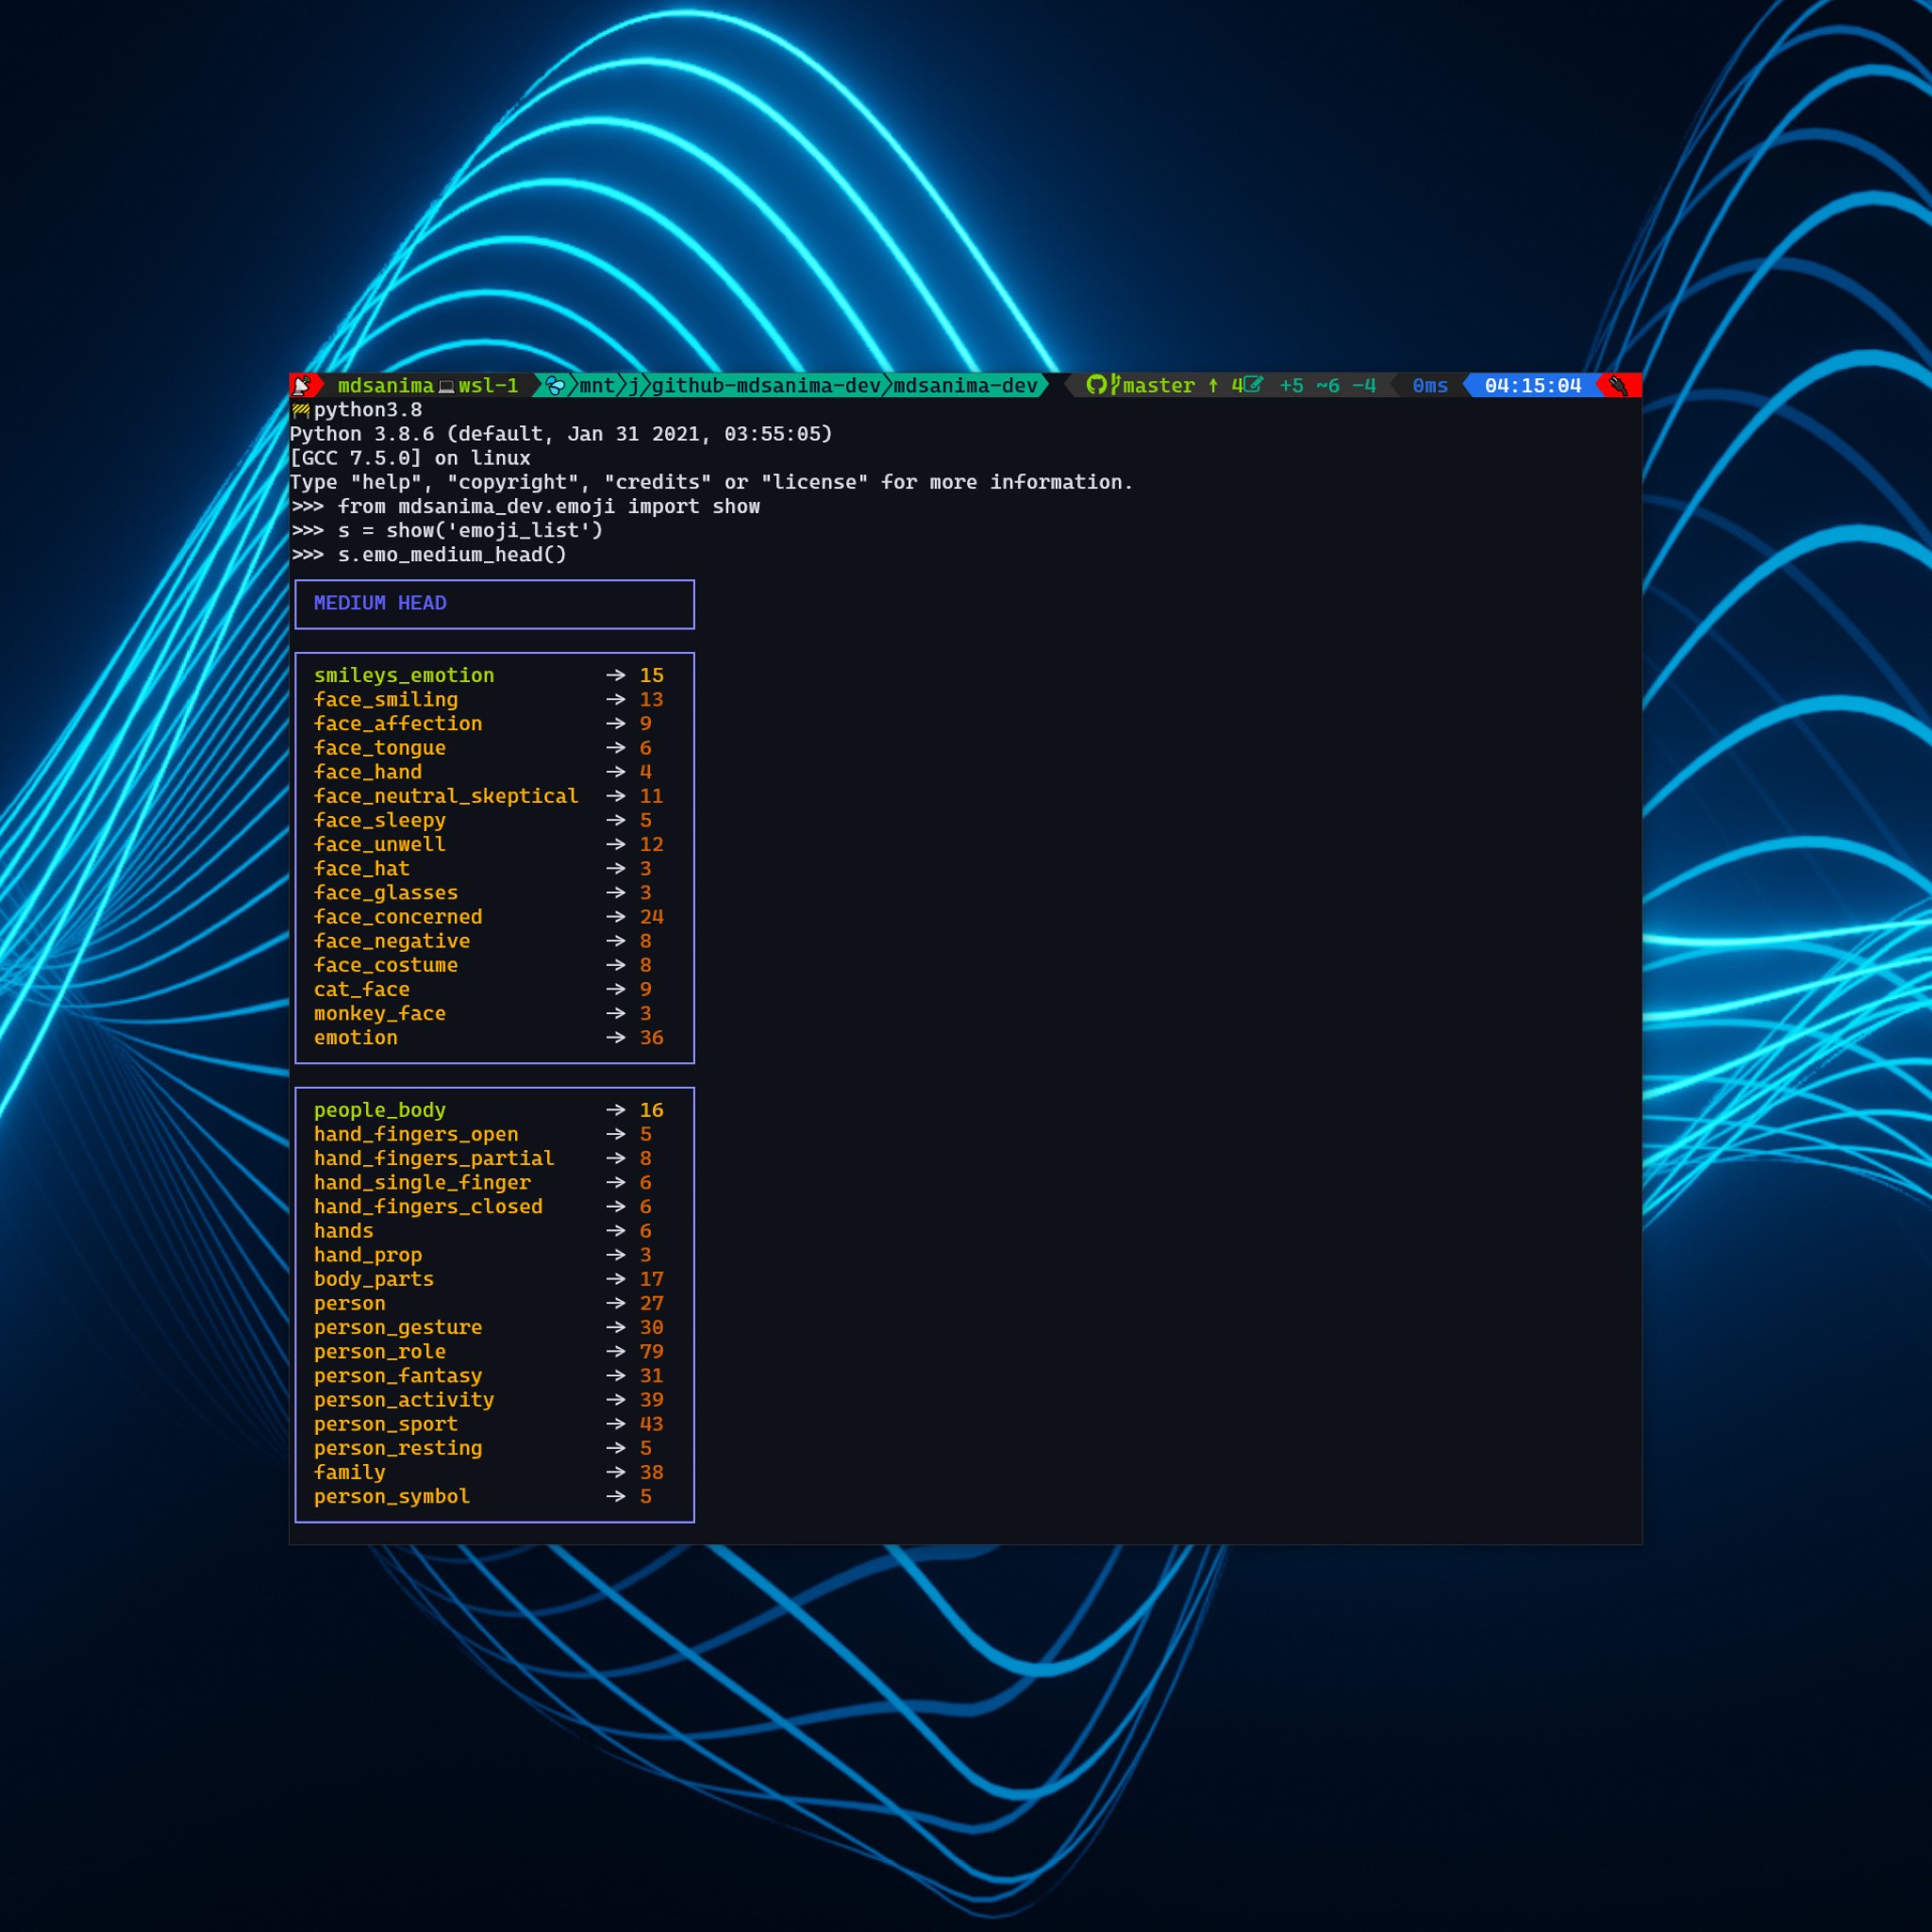 mdsanima wsl-1 mnt j github-mdsanima-dev mdsanima-dev master ↑ 4 +5 ~6 -4 0ms 04:15:04
python3.8
Python 3.8.6 (default, Jan 31 2021, 03:55:05)
[GCC 7.5.0] on linux
Type "help", "copyright", "credits" or "license" for more information.
>>> from mdsanima_dev.emoji import show
>>> s = show('emoji_list')
>>> s.emo_medium_head()
MEDIUM HEAD
smileys_emotion → 15
face_smiling → 13
face_affection → 9
face_tongue → 6
face_hand → 4
face_neutral_skeptical → 11
face_sleepy → 5
face_unwell → 12
face_hat → 3
face_glasses → 3
face_concerned → 24
face_negative → 8
face_costume → 8
cat_face → 9
monkey_face → 3
emotion → 36
people_body → 16
hand_fingers_open → 5
hand_fingers_partial → 8
hand_single_finger → 6
hand_fingers_closed → 6
hands → 6
hand_prop → 3
body_parts → 17
person → 27
person_gesture → 30
person_role → 79
person_fantasy → 31
person_activity → 39
person_sport → 43
person_resting → 5
family → 38
person_symbol → 5